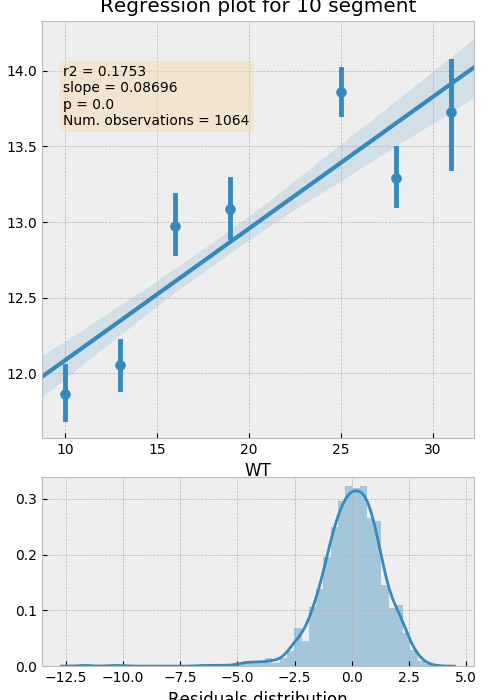 Regression plot for 10 segment
14.0
13.5
13.0
12.5
12.0
r2 = 0.1753
slope = 0.08696
p = 0.0
Num. observations = 1064
10 15 20 25 30
WT
0.3
0.2
0.1
0.0
−12.5 −10.0 −7.5 −5.0 −2.5 0.0 2.5 5.0
Residuals distribution